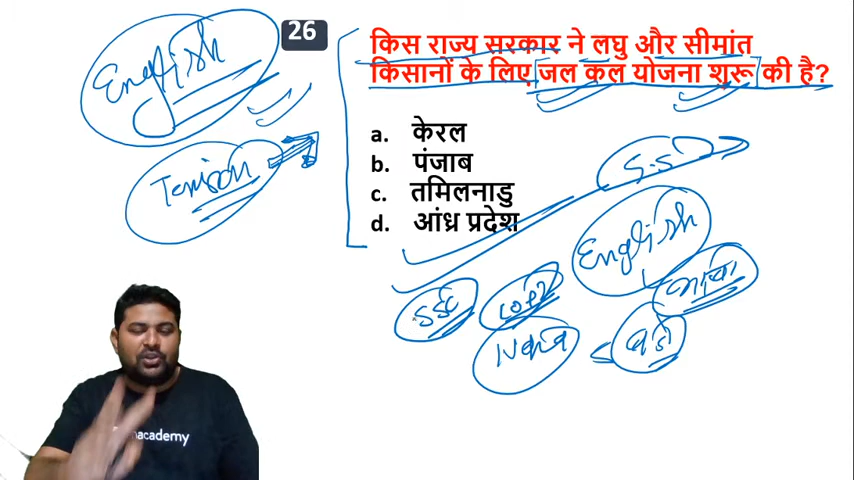 26
किस राज्य सरकार ने लघु और सीमांत
किसानों के लिए जल कल योजना शुरू की है?
a. केरल
b. पंजाब
c. तमिलनाडु
d. आंध्र प्रदेश
English
Tension
S.S.
English
भाषा
SSC
academy